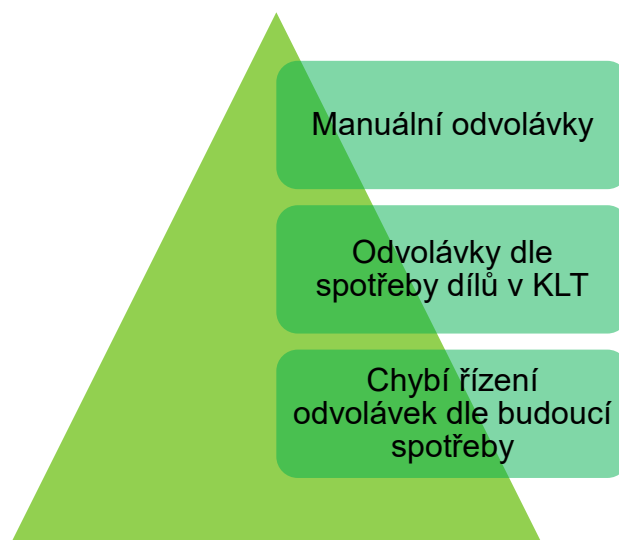 Manuální odvolávky
Odvolávky dle
spotřeby dílů v KLT
Chybí řízení
odvolávek dle budoucí
spotřeby